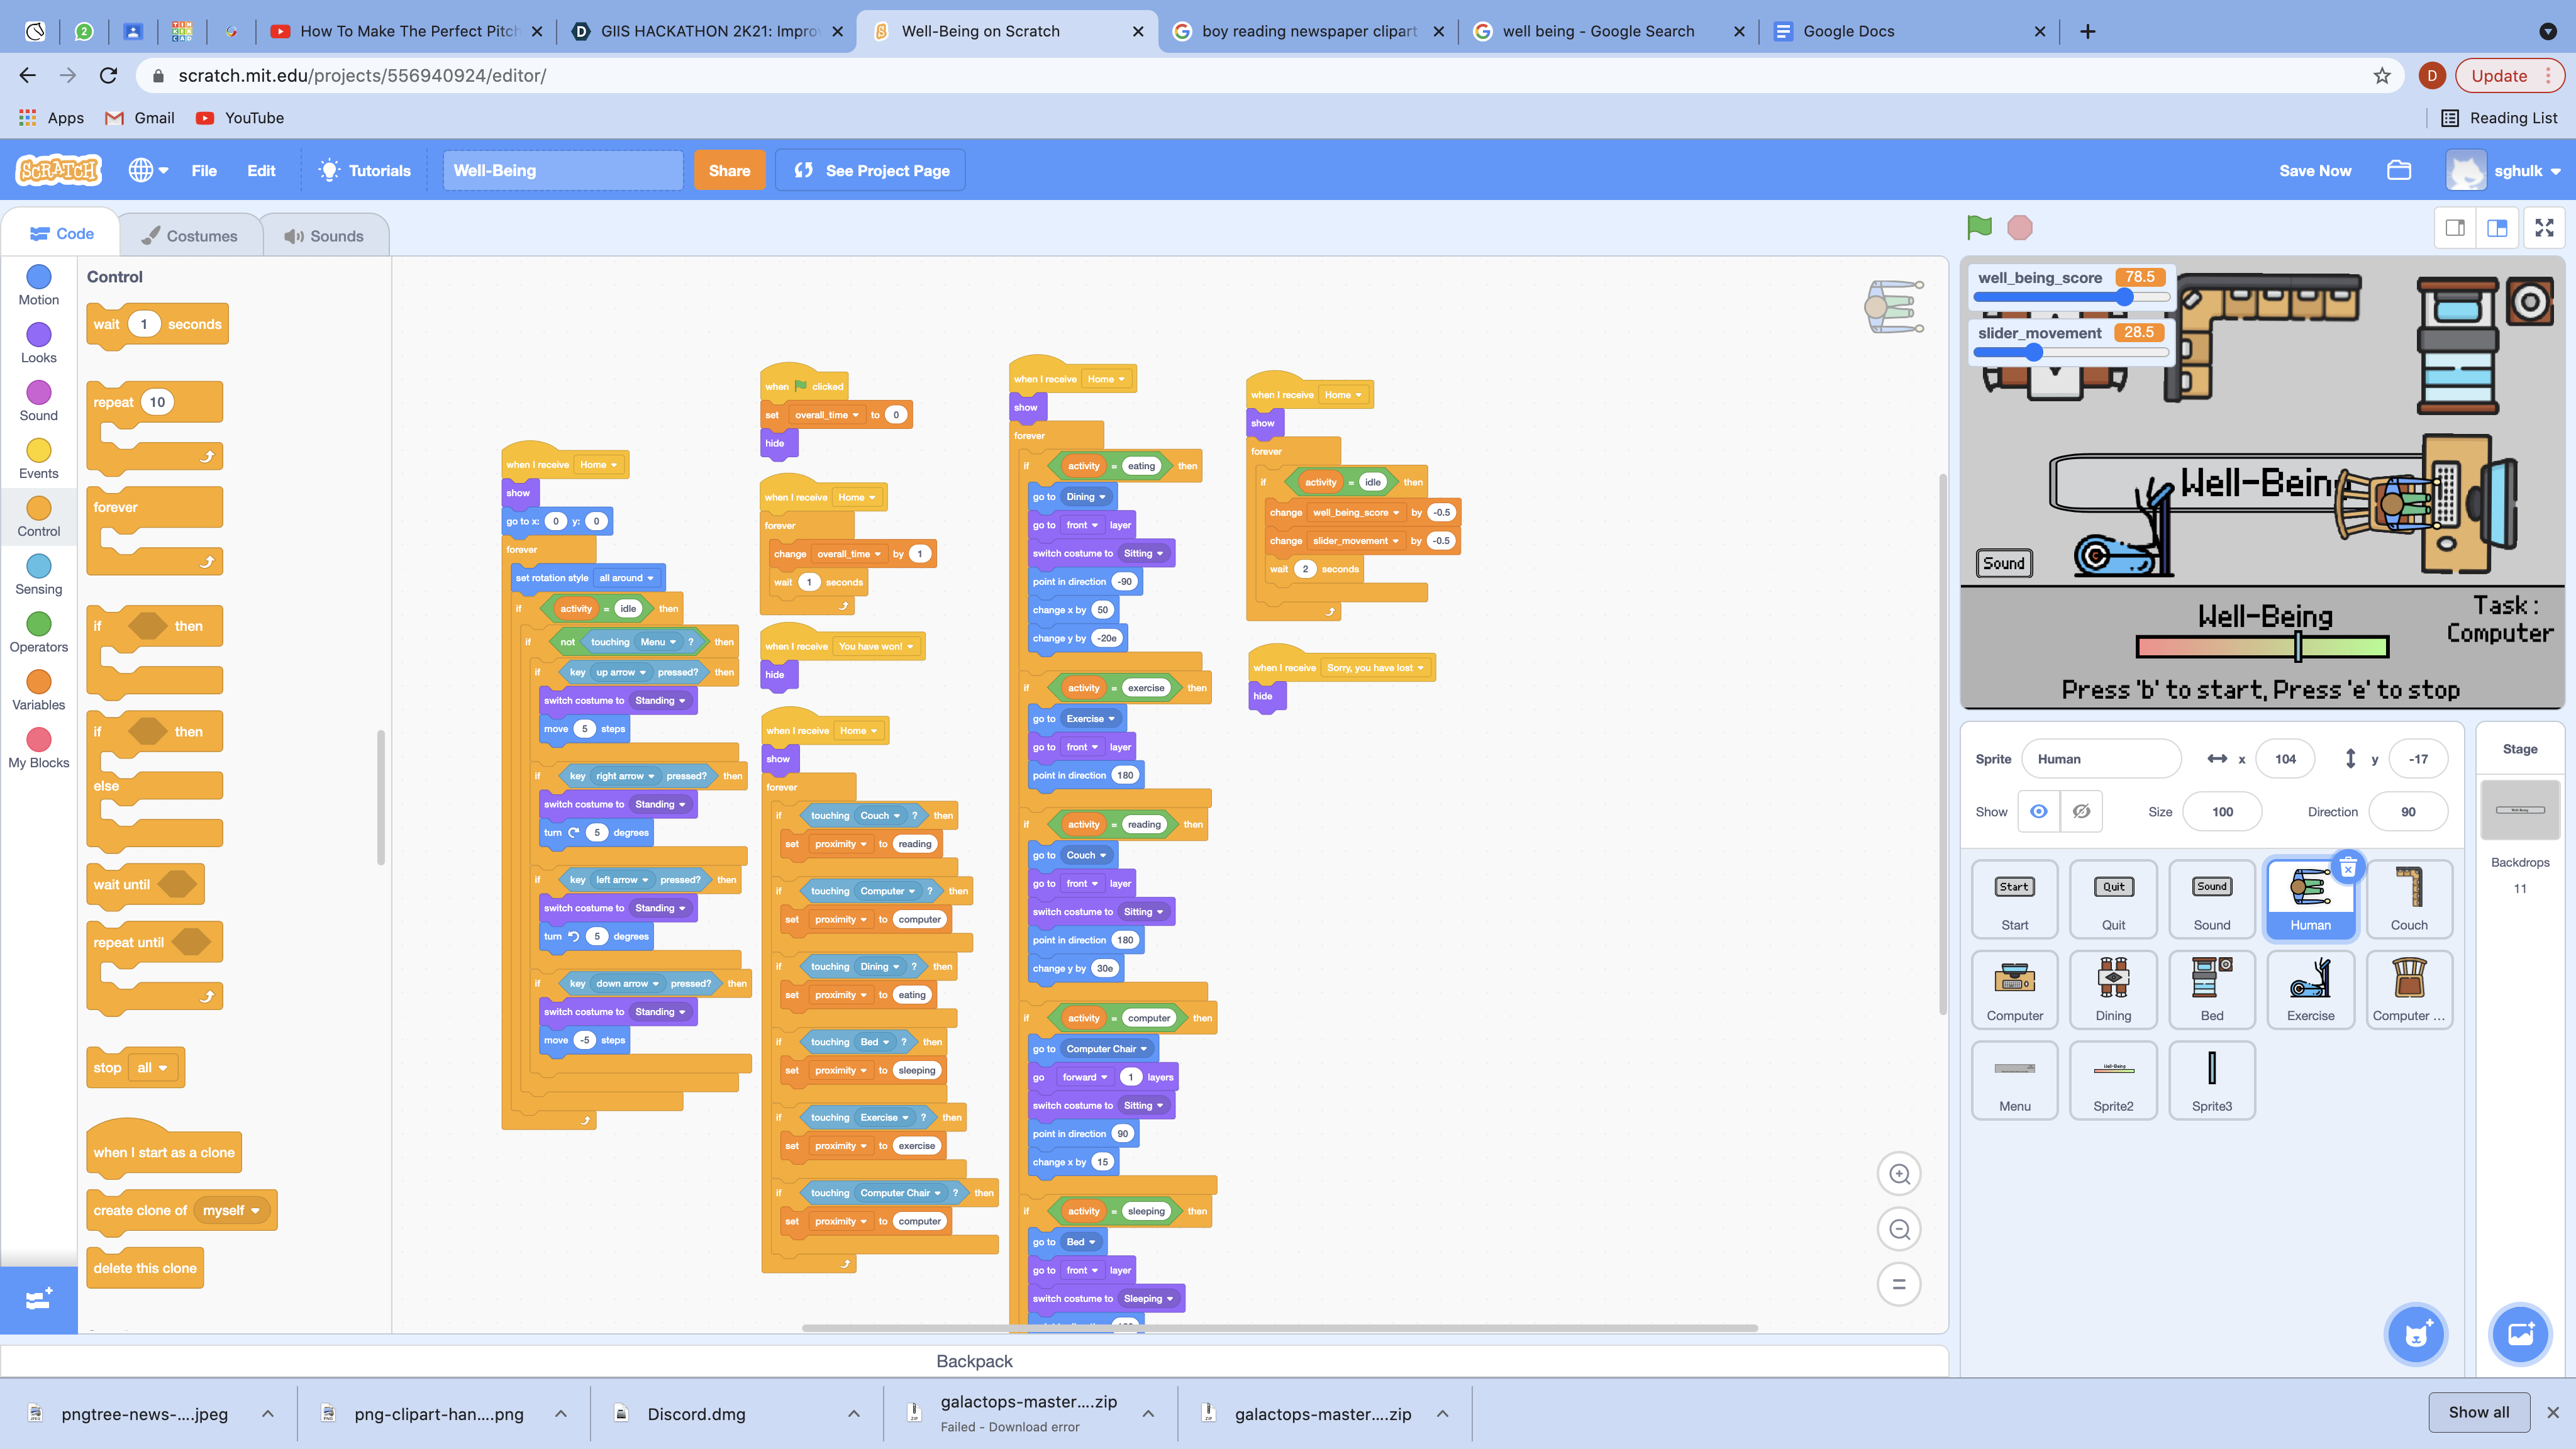 2
How To Make The Perfect Pitch
GIIS HACKATHON 2K21: Impro
Well-Being on Scratch
boy reading newspaper clipart
well being - Google Search
Google Docs
scratch.mit.edu/projects/556940924/editor/
D
Update
Apps
Gmail
YouTube
Reading List
SCRATCH
File
Edit
Tutorials
Well-Being
Share
See Project Page
Save Now
sghulk
Code
Costumes
Sounds
Motion
Looks
Sound
Events
Control
Sensing
Operators
Variables
My Blocks
Control
wait 1 seconds
repeat 10
forever
if then
if then
else
wait until
repeat until
stop all
when I start as a clone
create clone of myself
delete this clone
when I receive Home
show
go to x: 0 y: 0
forever
set rotation style all around
if activity = idle then
if not touching Menu ? then
if key up arrow pressed? then
switch costume to Standing
move 5 steps
if key right arrow pressed? then
switch costume to Standing
turn 5 degrees
if key left arrow pressed? then
switch costume to Standing
turn 5 degrees
if key down arrow pressed? then
switch costume to Standing
move -5 steps
when clicked
set overall_time to 0
hide
when I receive Home
forever
change overall_time by 1
wait 1 seconds
when I receive You have won!
hide
when I receive Home
show
forever
if touching Couch ? then
set proximity to reading
if touching Computer ? then
set proximity to computer
if touching Dining ? then
set proximity to eating
if touching Bed ? then
set proximity to sleeping
if touching Exercise ? then
set proximity to exercise
if touching Computer Chair ? then
set proximity to computer
when I receive Home
show
forever
if activity = eating then
go to Dining
go to front layer
switch costume to Sitting
point in direction -90
change x by 50
change y by -20e
if activity = exercise then
go to Exercise
go to front layer
point in direction 180
if activity = reading then
go to Couch
go to front layer
switch costume to Sitting
point in direction 180
change y by 30e
if activity = computer then
go to Computer Chair
go forward 1 layers
switch costume to Sitting
point in direction 90
change x by 15
if activity = sleeping then
go to Bed
go to front layer
switch costume to Sleeping
when I receive Home
show
forever
if activity = idle then
change well_being_score by -0.5
change slider_movement by -0.5
wait 2 seconds
when I receive Sorry, you have lost
hide
Backpack
well_being_score 78.5
slider_movement 28.5
Well-Bein
Sound
Well-Being
Task:
Computer
Press 'b' to start, Press 'e' to stop
Sprite Human x 104 y -17
Show Size 100 Direction 90
Stage
Backdrops
11
Start
Start
Quit
Quit
Sound
Sound
Human
Couch
Computer
Dining
Bed
Exercise
Computer ...
Menu
Well-Being
Sprite2
Sprite3
pngtree-news-....jpeg
png-clipart-han....png
Discord.dmg
galactops-master....zip
Failed - Download error
galactops-master....zip
Show all